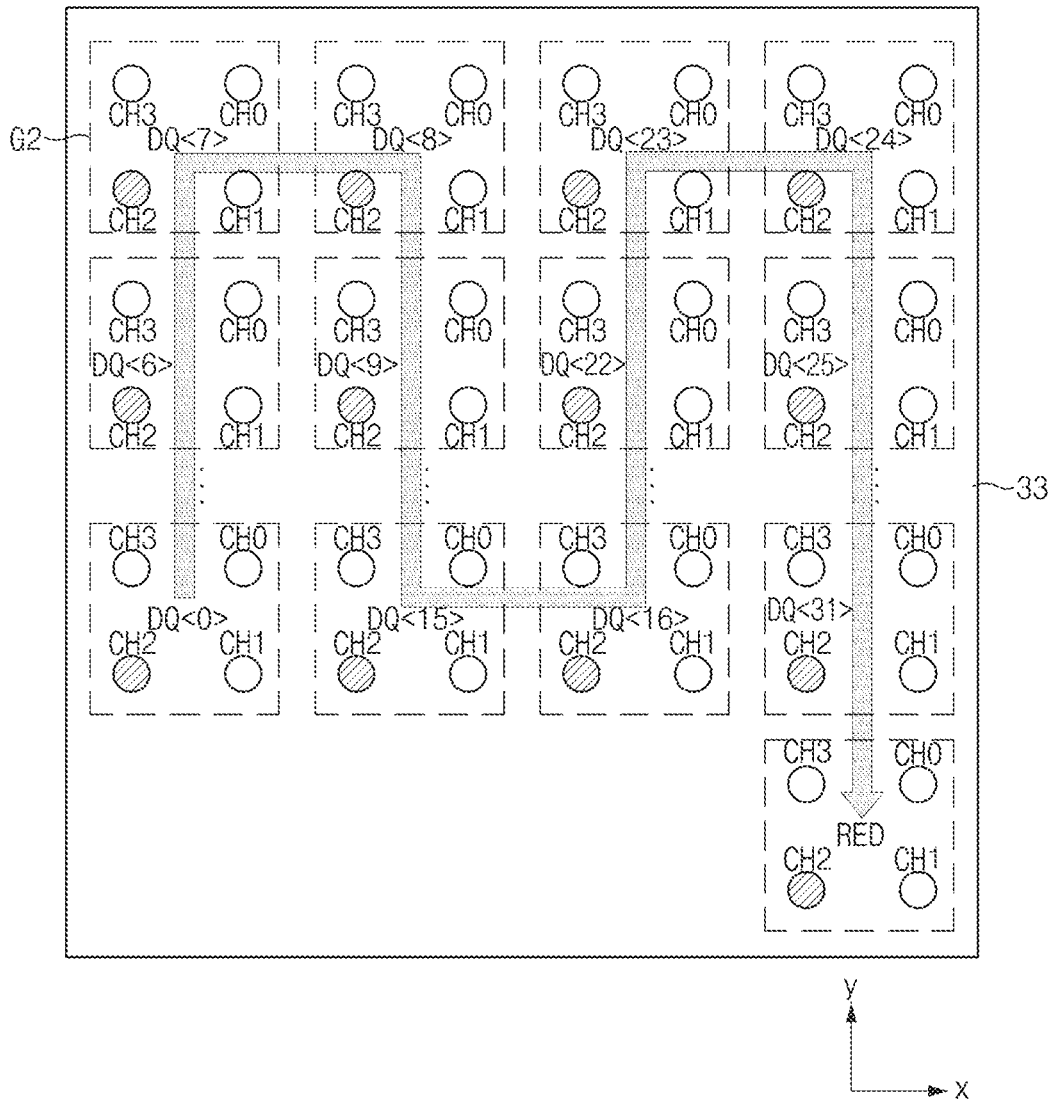 CH3 CH0 CH3 CH0 CH3 CH0 CH3 CH0
G2 DQ<7> DQ<8> DQ<23> DQ<24>
CH2 CH1 CH2 CH1 CH2 CH1 CH2 CH1
CH3 CH0 CH3 CH0 CH3 CH0 CH3 CH0
DQ<6> DQ<9> DQ<22> DQ<25>
CH2 CH1 CH2 CH1 CH2 CH1 CH2 CH1
33
CH3 CH0 CH3 CH0 CH3 CH0 CH3 CH0
DQ<0> DQ<15> DQ<16> DQ<31>
CH2 CH1 CH2 CH1 CH2 CH1 CH2 CH1
CH3 CH0
RED
CH2 CH1
y
x